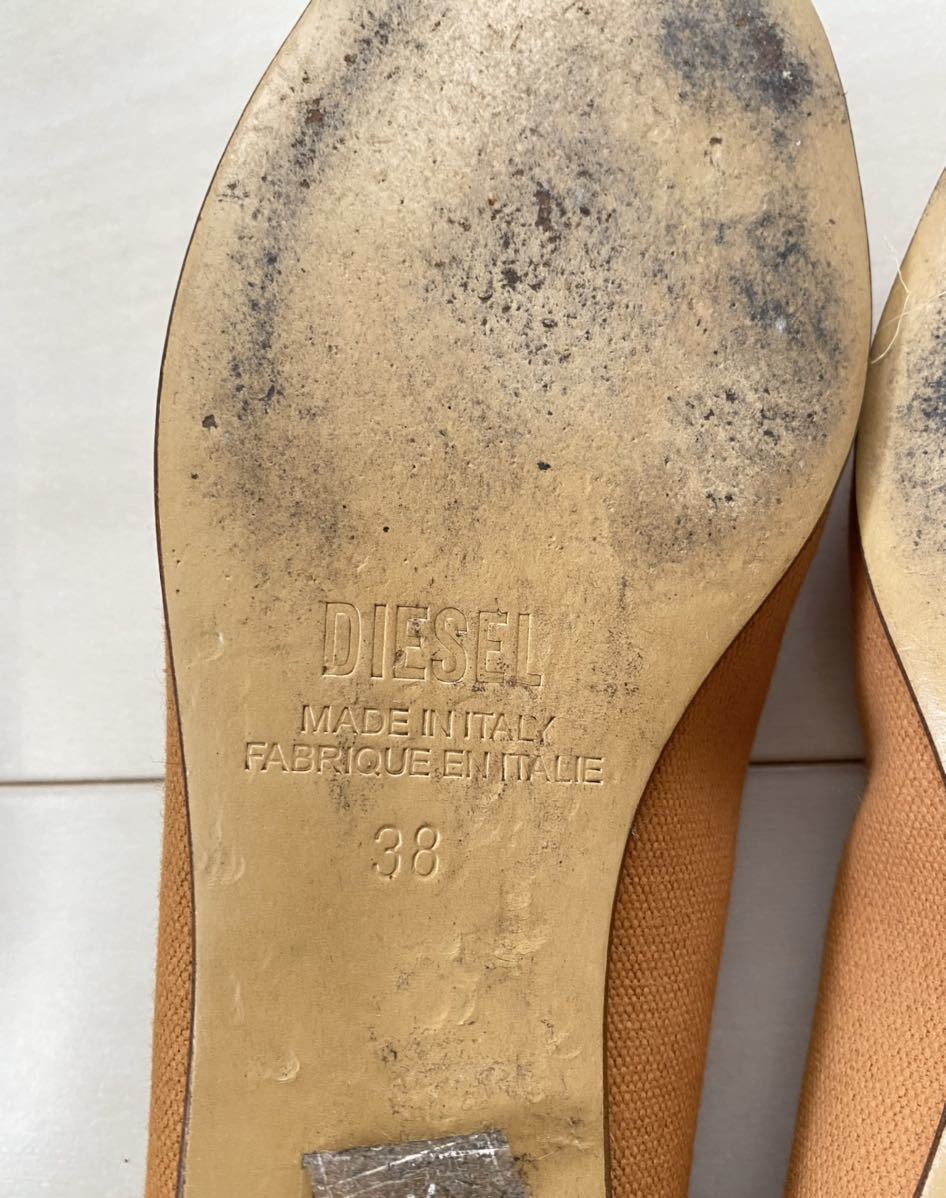 DIESEL
MADE IN ITALY
FABRIQUE EN ITALIE
38